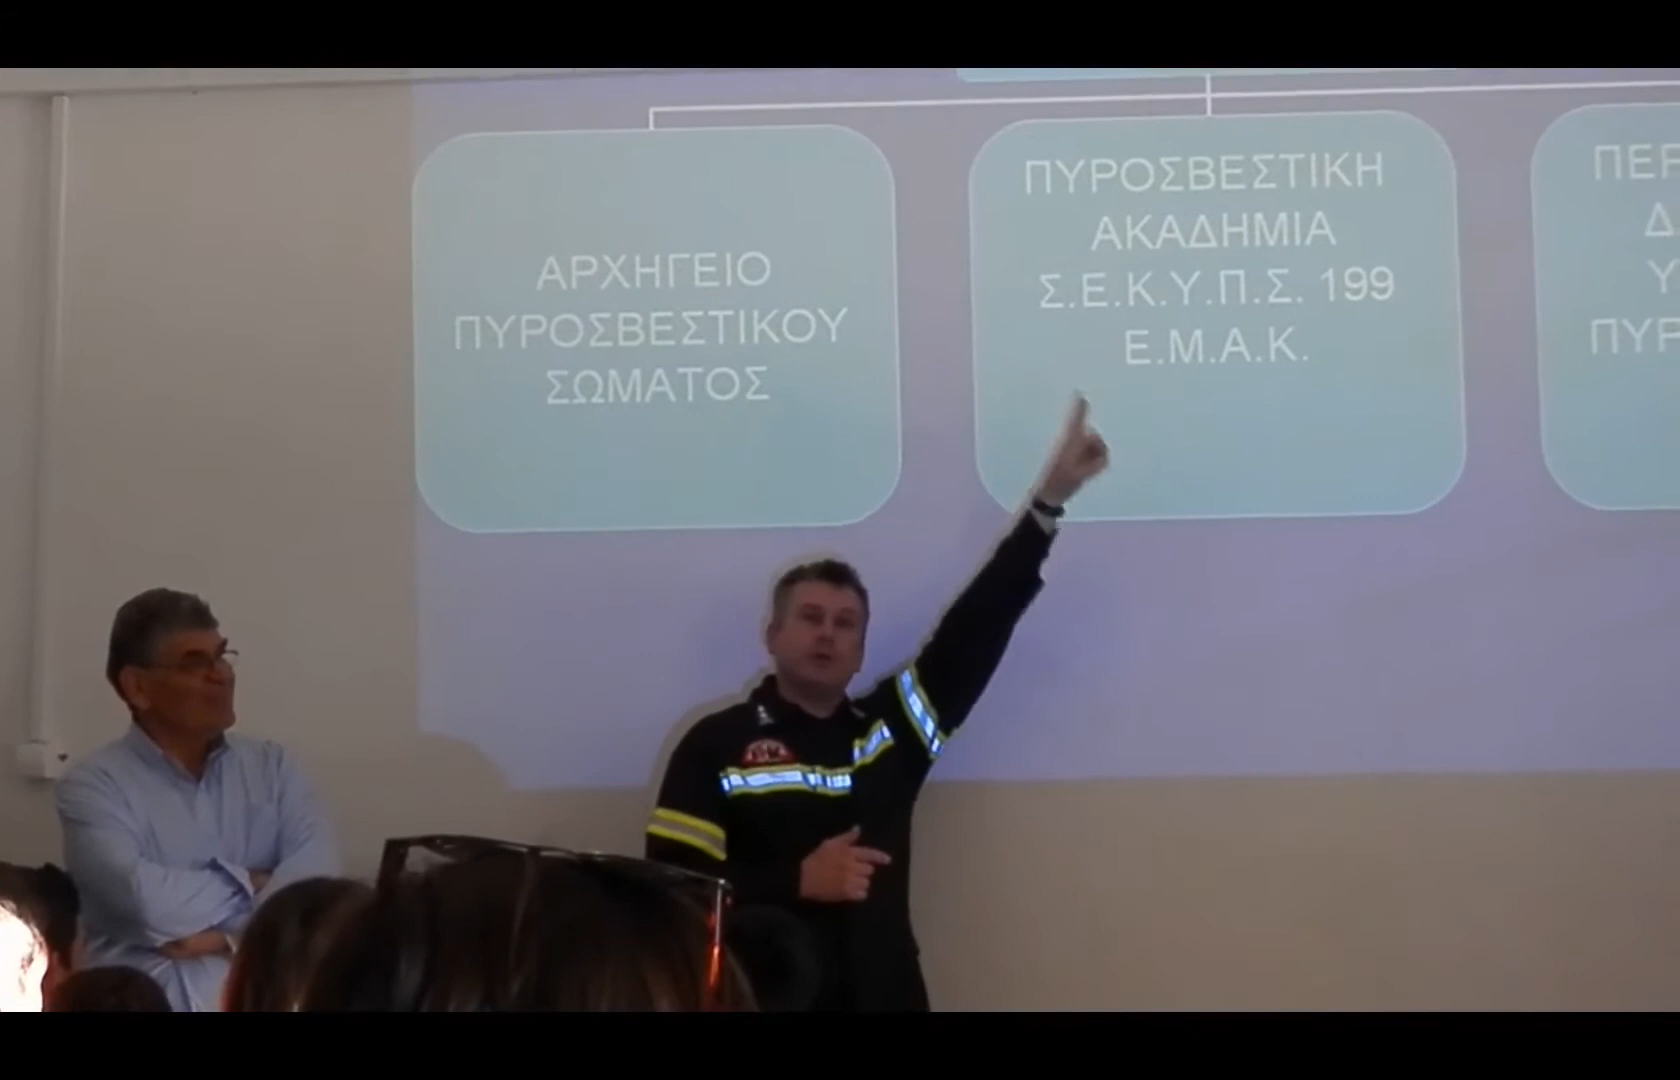 ΑΡΧΗΓΕΙΟ
ΠΥΡΟΣΒΕΣΤΙΚΟΥ
ΣΩΜΑΤΟΣ
ΠΥΡΟΣΒΕΣΤΙΚΗ
ΑΚΑΔΗΜΙΑ
Σ.Ε.Κ.Υ.Π.Σ. 199
Ε.Μ.Α.Κ.